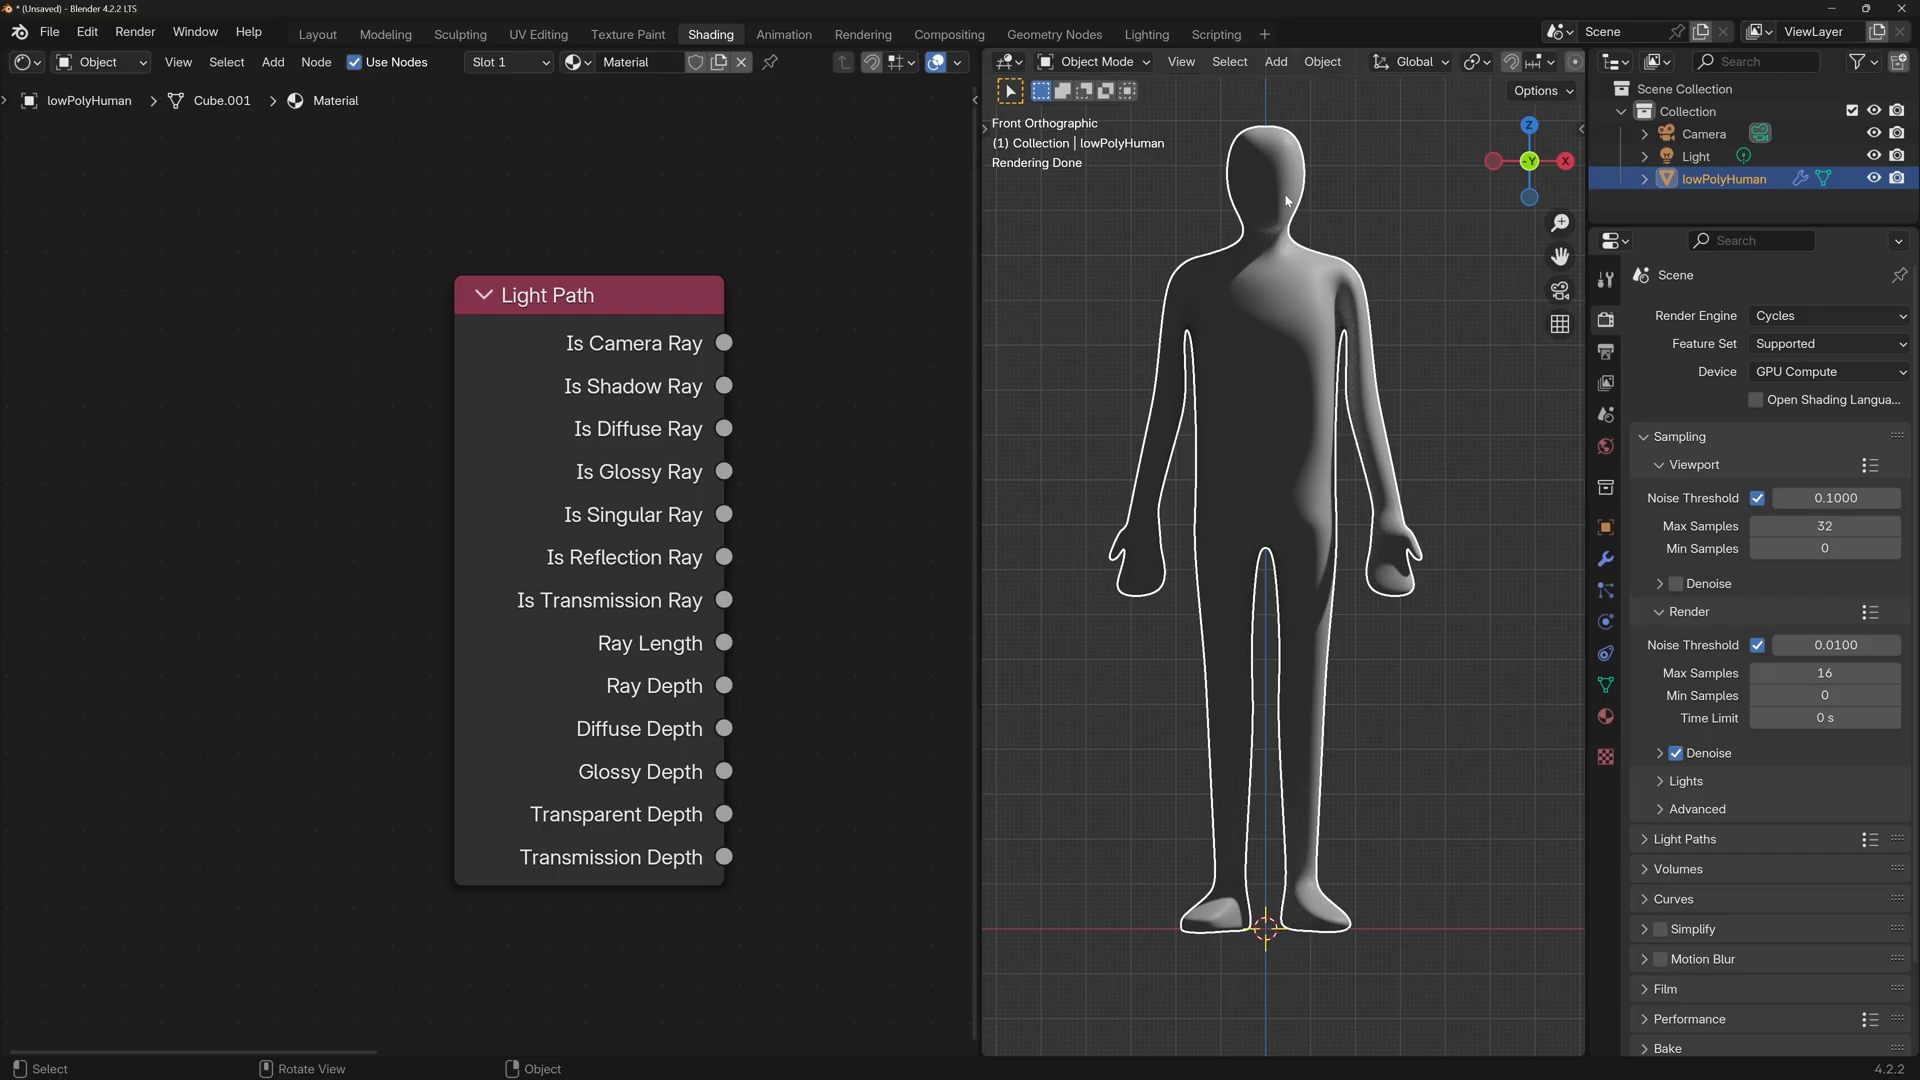 * (Unsaved) - Blender 4.2.2 LTS
File Edit Render Window Help Layout Modeling Sculpting UV Editing Texture Paint Shading Animation Rendering Compositing Geometry Nodes Lighting Scripting + Scene ViewLayer
Object View Select Add Node Use Nodes Slot 1 Material
lowPolyHuman > Cube.001 > Material
Light Path
Is Camera Ray
Is Shadow Ray
Is Diffuse Ray
Is Glossy Ray
Is Singular Ray
Is Reflection Ray
Is Transmission Ray
Ray Length
Ray Depth
Diffuse Depth
Glossy Depth
Transparent Depth
Transmission Depth
Object Mode View Select Add Object Global
Options
Front Orthographic
(1) Collection | lowPolyHuman
Rendering Done
Z
-Y
X
Search
Scene Collection
Collection
Camera
Light
lowPolyHuman
Search
Scene
Render Engine Cycles
Feature Set Supported
Device GPU Compute
Open Shading Langua...
Sampling
Viewport
Noise Threshold 0.1000
Max Samples 32
Min Samples 0
Denoise
Render
Noise Threshold 0.0100
Max Samples 16
Min Samples 0
Time Limit 0 s
Denoise
Lights
Advanced
Light Paths
Volumes
Curves
Simplify
Motion Blur
Film
Performance
Bake
Select Rotate View Object 4.2.2